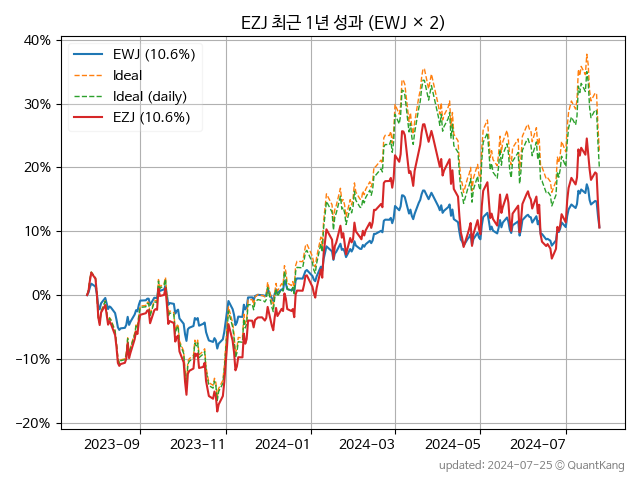 EZJ 최근 1년 성과 (EWJ × 2)
40%
30%
20%
10%
0%
−10%
−20%
EWJ (10.6%)
Ideal
Ideal (daily)
EZJ (10.6%)
2023−09
2023−11
2024−01
2024−03
2024−05
2024−07
updated: 2024-07-25 © QuantKang